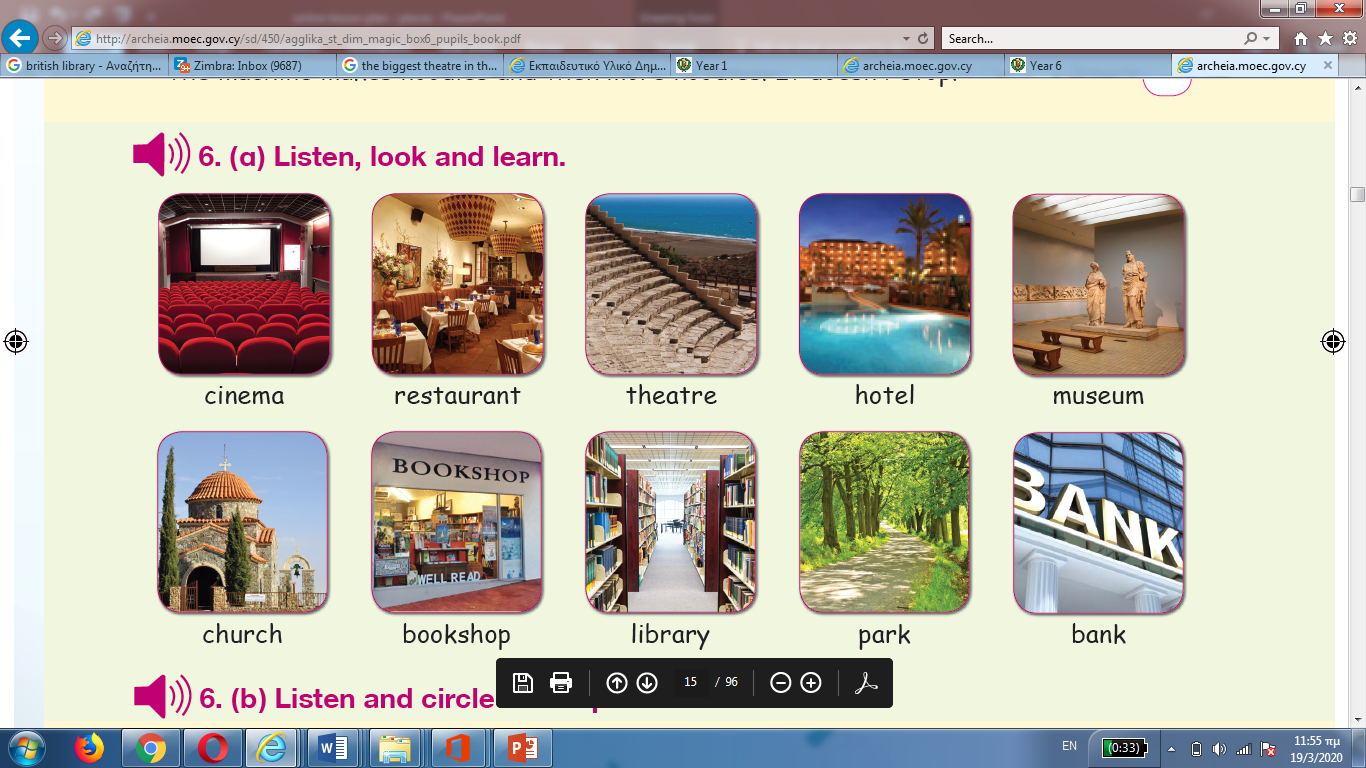 http://archeia.moec.gov.cy/sd/450/agglika_st_dim_magic_box6_pupils_book.pdf
Search...
british library - Αναζήτη...
Zimbra: Inbox (9687)
the biggest theatre in th...
Εκπαιδευτικό Υλικό Δημ...
Year 1
archeia.moec.gov.cy
Year 6
archeia.moec.gov.cy
6. (a) Listen, look and learn.
cinema restaurant theatre hotel museum
BOOKSHOP
WELL READ
BANK
church bookshop library park bank
6. (b) Listen and circle
15 / 96
EN
(0:33)
11:55 πμ
19/3/2020